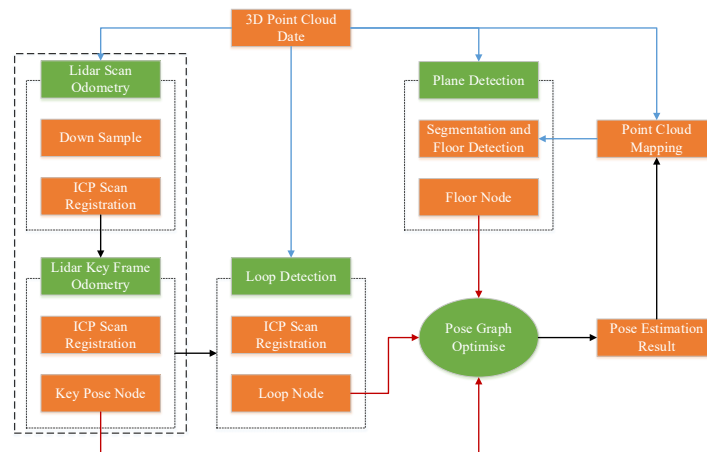 3D Point Cloud
Date
Lidar Scan
Odometry
Plane Detection
Down Sample
Segmentation and
Floor Detection
Point Cloud
Mapping
ICP Scan
Registration
Floor Node
Lidar Key Frame
Odometry
Loop Detection
ICP Scan
Registration
ICP Scan
Registration
Pose Graph
Optimise
Pose Estimation
Result
Key Pose Node
Loop Node